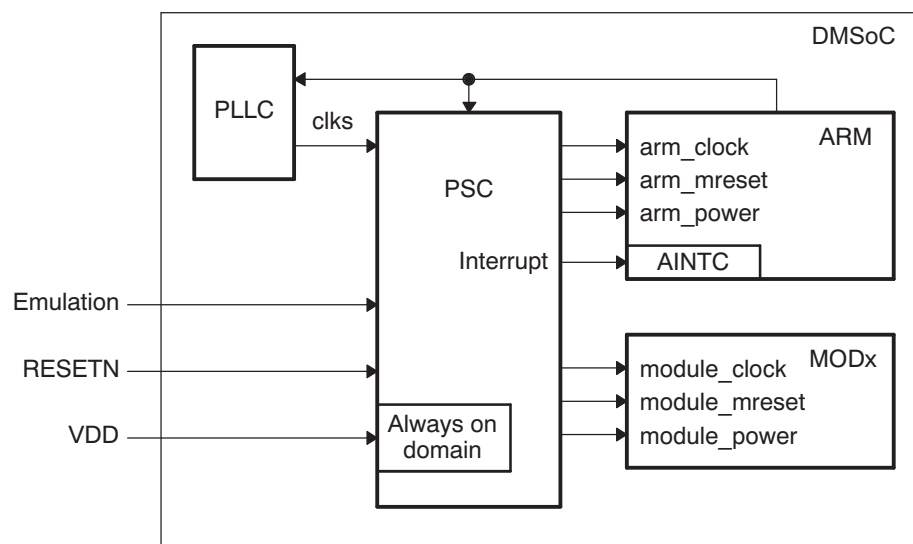 DMSoC
PLLC
clks
ARM
arm_clock
arm_mreset
arm_power
PSC
Interrupt
AINTC
Emulation
RESETN
VDD
Always on
domain
MODx
module_clock
module_mreset
module_power